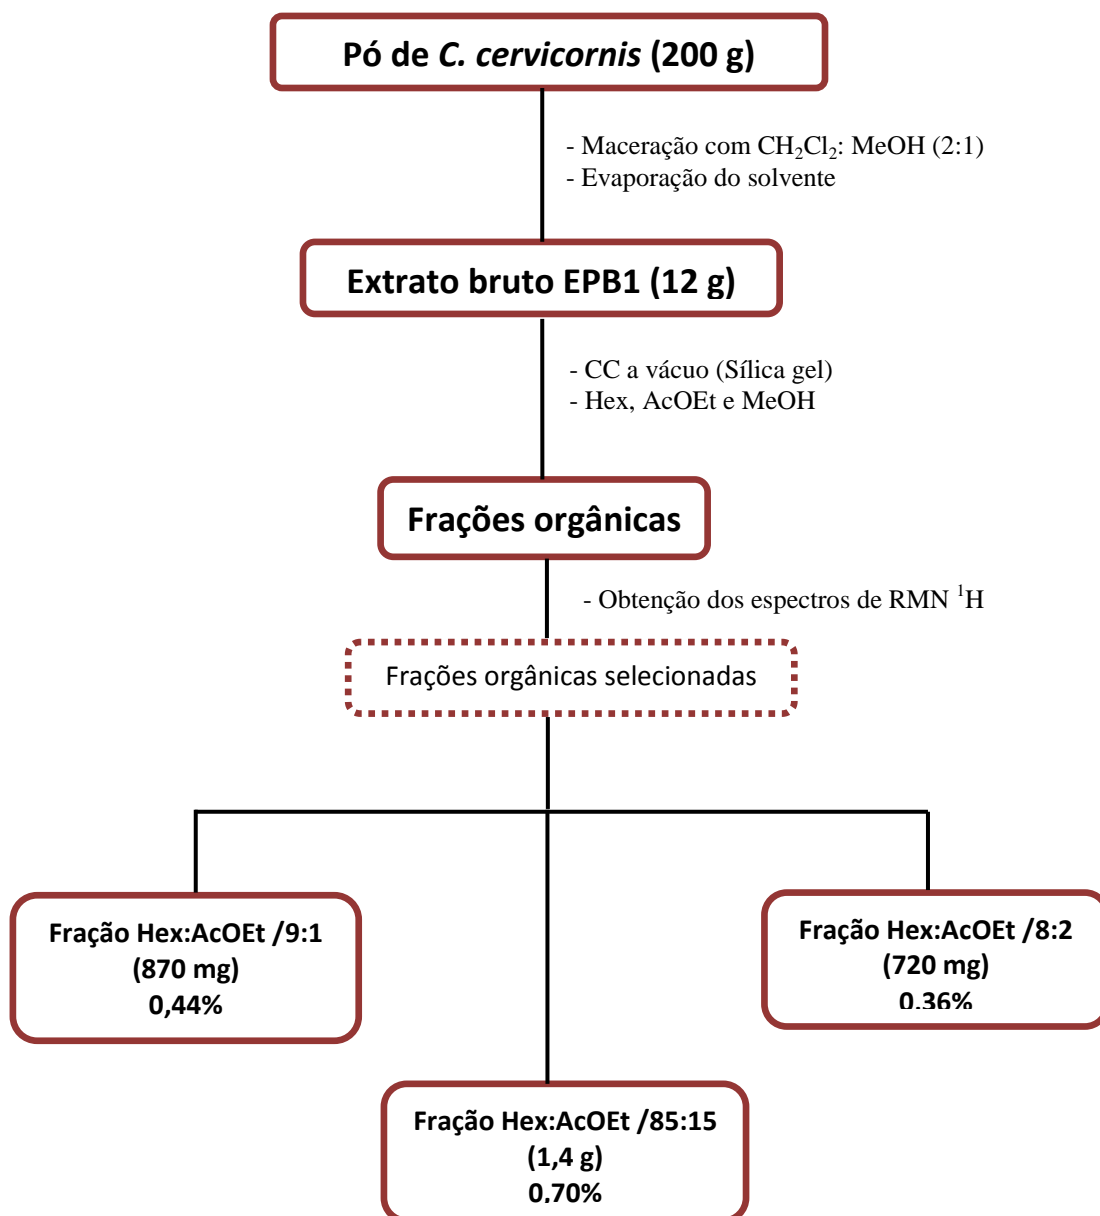 Pó de C. cervicornis (200 g)
- Maceração com CH₂Cl₂: MeOH (2:1)
- Evaporação do solvente
Extrato bruto EPB1 (12 g)
- CC a vácuo (Sílica gel)
- Hex, AcOEt e MeOH
Frações orgânicas
- Obtenção dos espectros de RMN ¹H
Frações orgânicas selecionadas
Fração Hex:AcOEt /9:1
(870 mg)
0,44%
Fração Hex:AcOEt /8:2
(720 mg)
0,36%
Fração Hex:AcOEt /85:15
(1,4 g)
0,70%